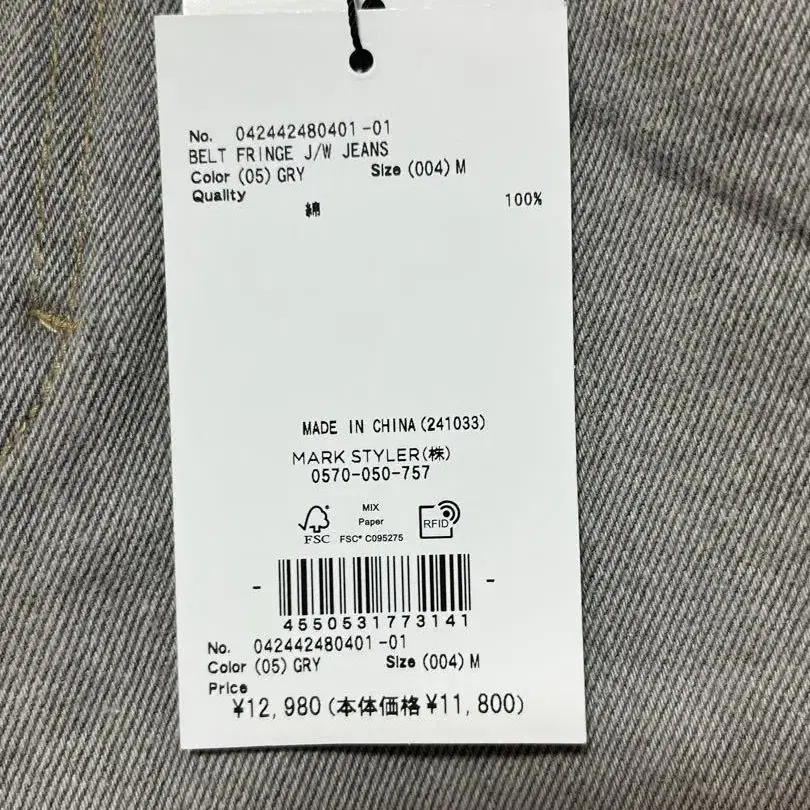 No. 042442480401-01
BELT FRINGE J/W JEANS
Color (05) GRY Size (004) M
Quality
綿 100%
MADE IN CHINA (241033)
MARK STYLER(株)
0570-050-757
MIX
Paper
FSC FSC® C095275
RFID
4550531773141
No. 042442480401-01
Color (05) GRY Size (004) M
Price
¥12,980(本体価格¥11,800)